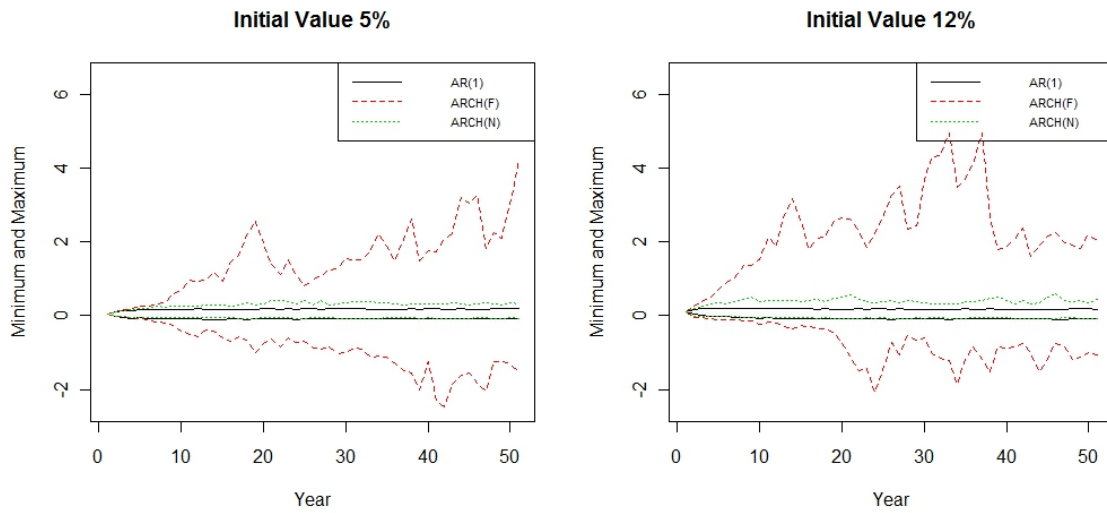 Initial Value 5%
Minimum and Maximum
6
4
2
0
-2
AR(1)
ARCH(F)
ARCH(N)
0 10 20 30 40 50
Year
Initial Value 12%
Minimum and Maximum
6
4
2
0
-2
AR(1)
ARCH(F)
ARCH(N)
0 10 20 30 40 50
Year